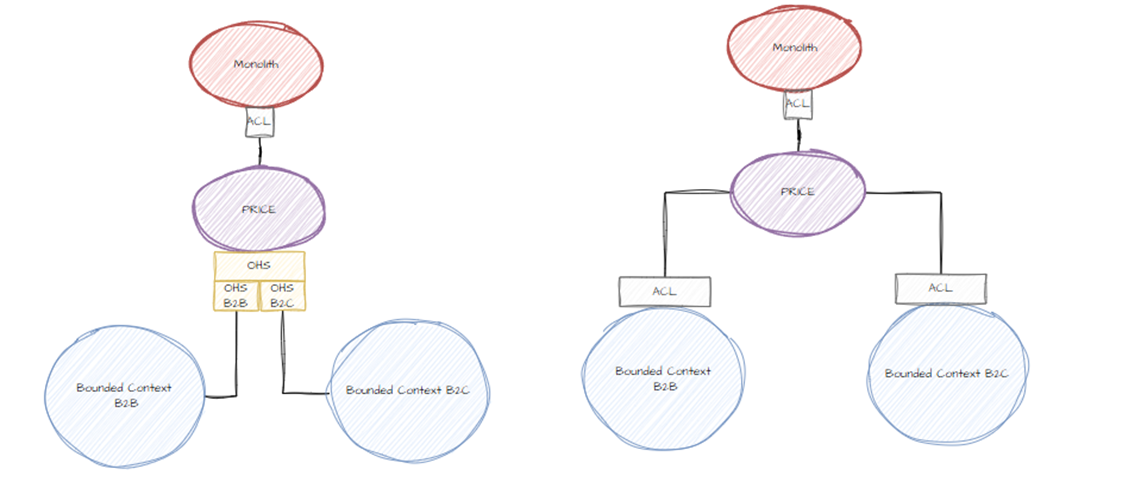 Monolith
ACL
PRICE
OHS
OHS
B2B
OHS
B2C
Bounded Context
B2B
Bounded Context B2C
Monolith
ACL
PRICE
ACL
ACL
Bounded Context
B2B
Bounded Context B2C